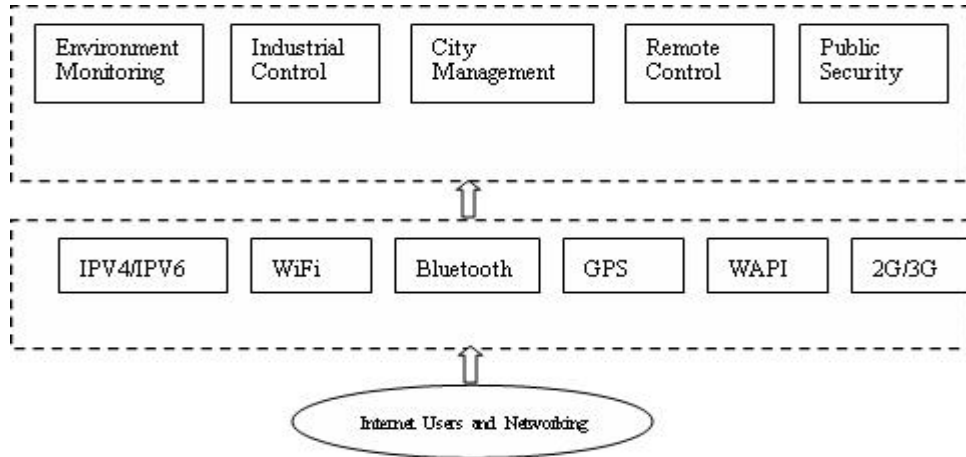 Environment
Monitoring
Industrial
Control
City
Management
Remote
Control
Public
Security
IPV4/IPV6
WiFi
Bluetooth
GPS
WAPI
2G/3G
Internet Users and Networking